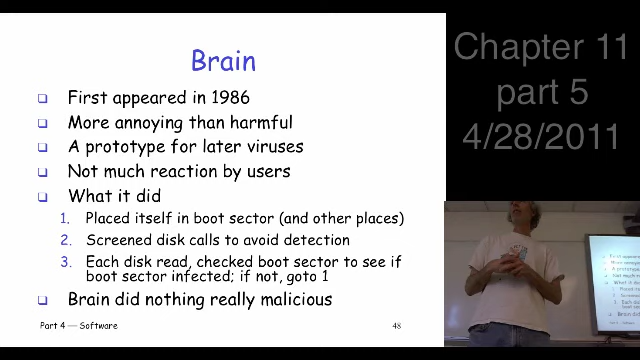 Brain
❑ First appeared in 1986
❑ More annoying than harmful
❑ A prototype for later viruses
❑ Not much reaction by users
❑ What it did
1. Placed itself in boot sector (and other places)
2. Screened disk calls to avoid detection
3. Each disk read, checked boot sector to see if
boot sector infected; if not, goto 1
❑ Brain did nothing really malicious
Part 4 — Software 48
Chapter 11
part 5
4/28/2011